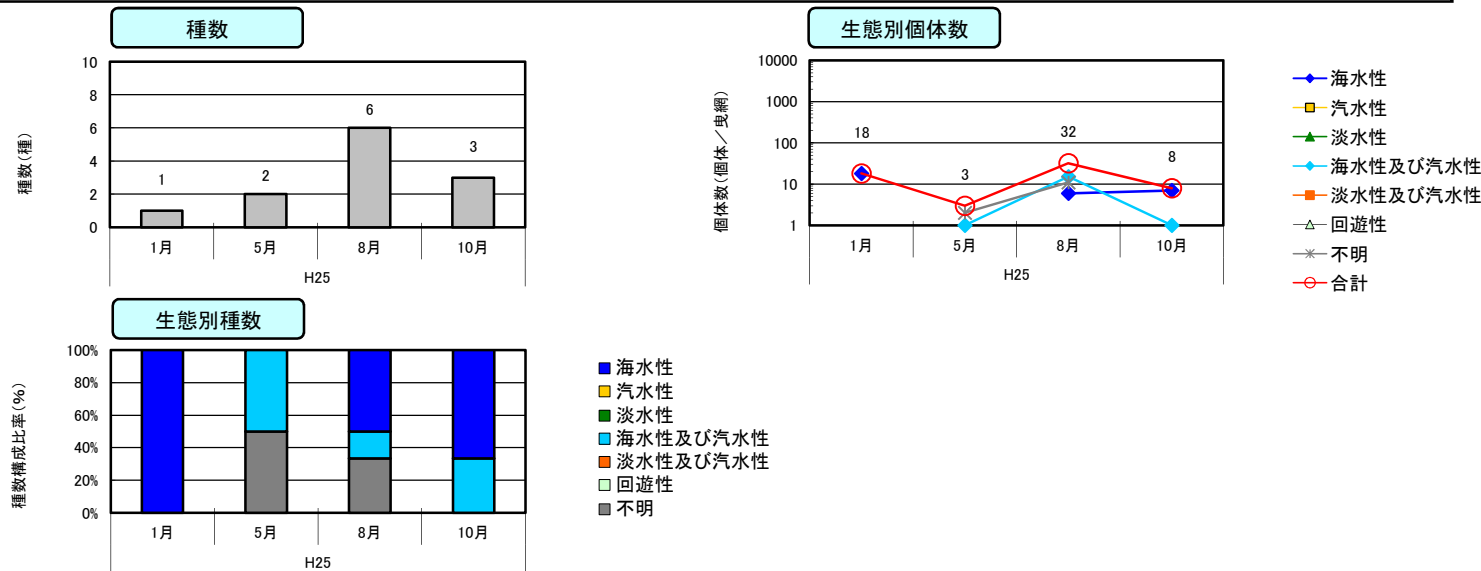 種数
種数(種)
10
8
6
4
2
0
1
2
6
3
1月 5月 8月 10月
H25
生態別個体数
個体数(個体/曳網)
10000
1000
100
10
1
18
3
32
8
1月 5月 8月 10月
H25
海水性
汽水性
淡水性
海水性及び汽水性
淡水性及び汽水性
回遊性
不明
合計
生態別種数
種数構成比率(%)
100%
80%
60%
40%
20%
0%
1月 5月 8月 10月
H25
海水性
汽水性
淡水性
海水性及び汽水性
淡水性及び汽水性
回遊性
不明